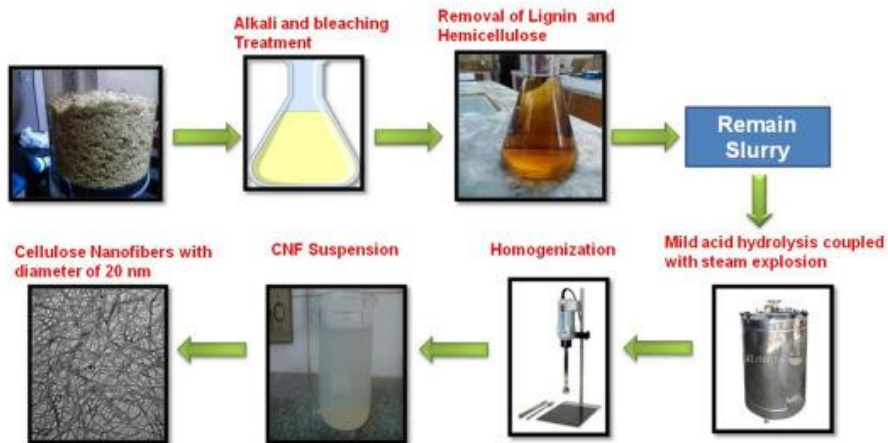 Alkali and bleaching
Treatment
Removal of Lignin and
Hemicellulose
Remain
Slurry
Mild acid hydrolysis coupled
with steam explosion
Homogenization
CNF Suspension
Cellulose Nanofibers with
diameter of 20 nm